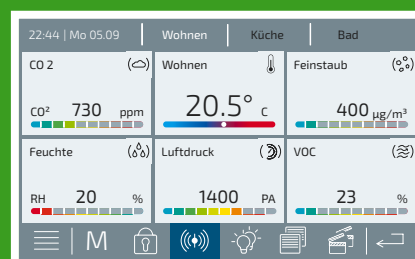 22:44 | Mo 05.09 Wohnen Küche Bad
CO 2 Wohnen Feinstaub
CO² 730 ppm 20.5° C 400 µg/m³
Feuchte Luftdruck VOC
RH 20 % 1400 PA 23 %
M